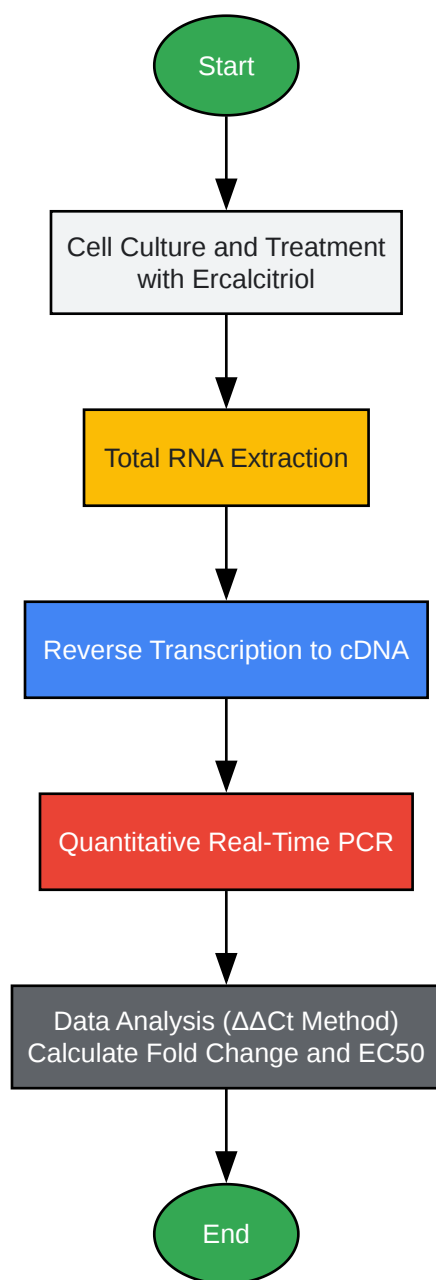 Start
Cell Culture and Treatment
with Ercalcitriol
Total RNA Extraction
Reverse Transcription to cDNA
Quantitative Real-Time PCR
Data Analysis (ΔΔCt Method)
Calculate Fold Change and EC50
End